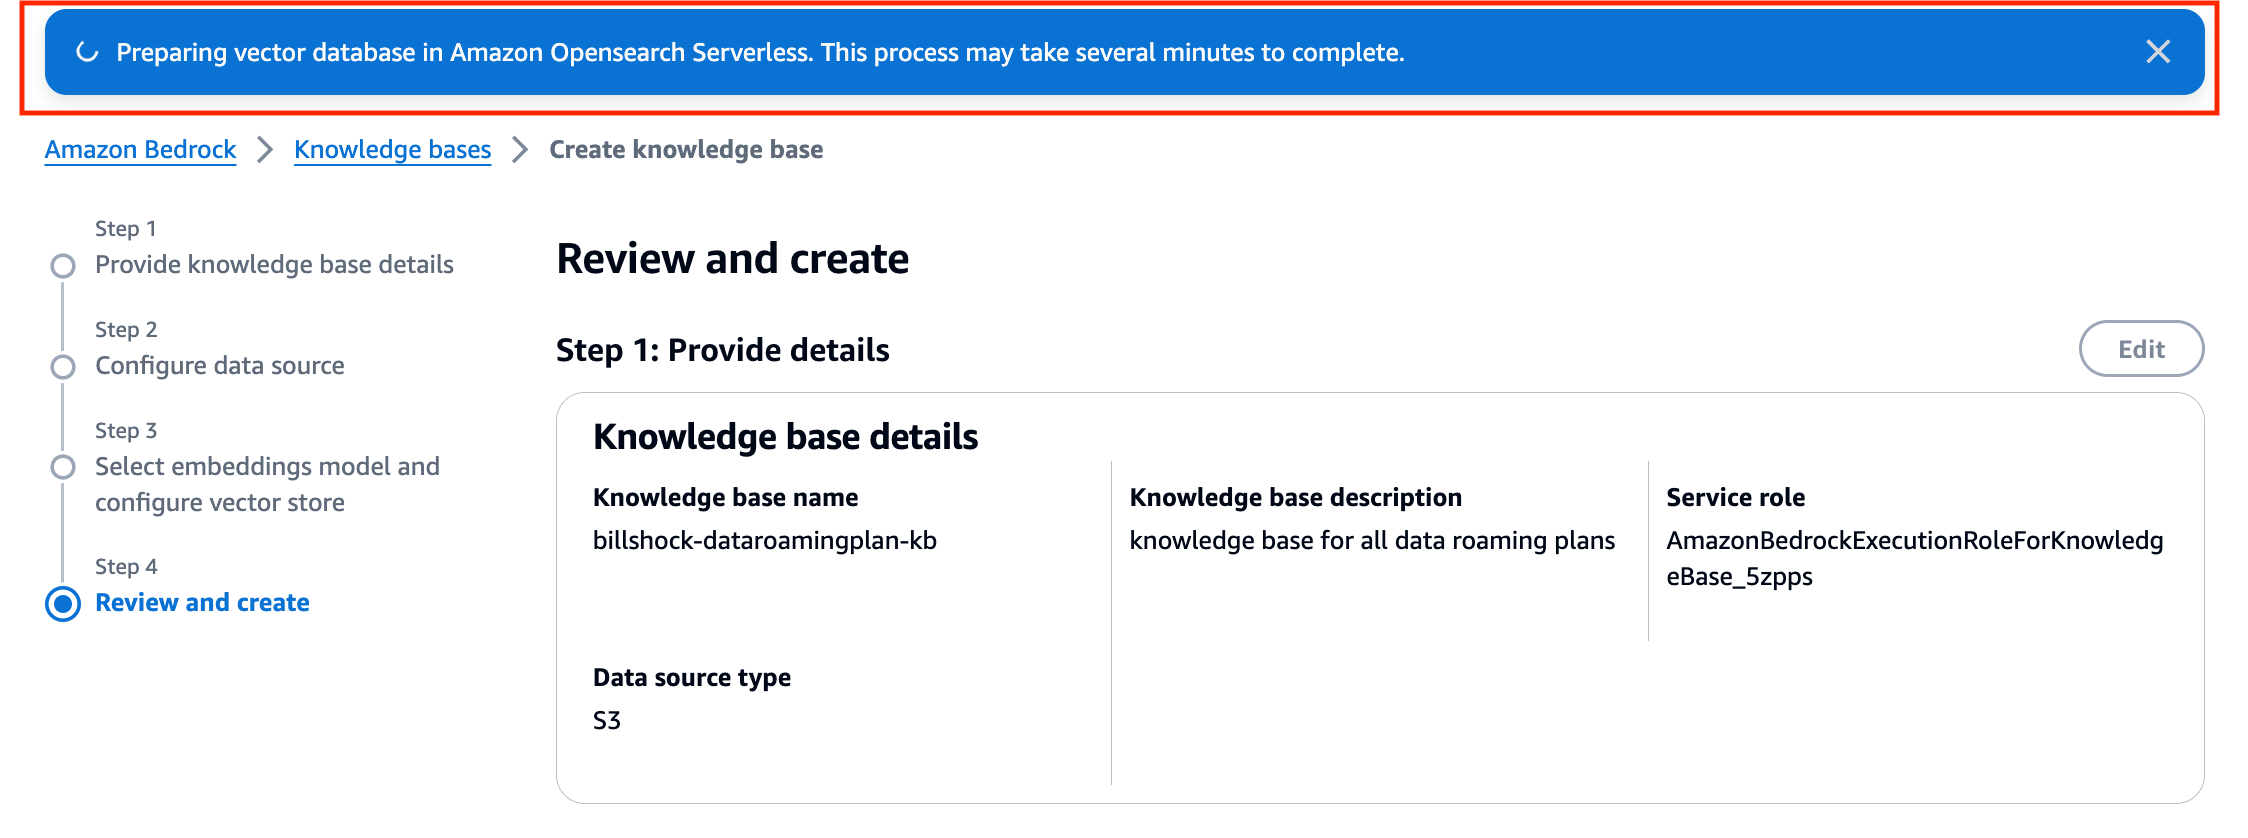 Preparing vector database in Amazon Opensearch Serverless. This process may take several minutes to complete.
Amazon Bedrock > Knowledge bases > Create knowledge base
Step 1
Provide knowledge base details
Step 2
Configure data source
Step 3
Select embeddings model and
configure vector store
Step 4
Review and create
Review and create
Step 1: Provide details
Edit
Knowledge base details
Knowledge base name
billshock-dataroamingplan-kb
Knowledge base description
knowledge base for all data roaming plans
Service role
AmazonBedrockExecutionRoleForKnowledg
eBase_5zpps
Data source type
S3